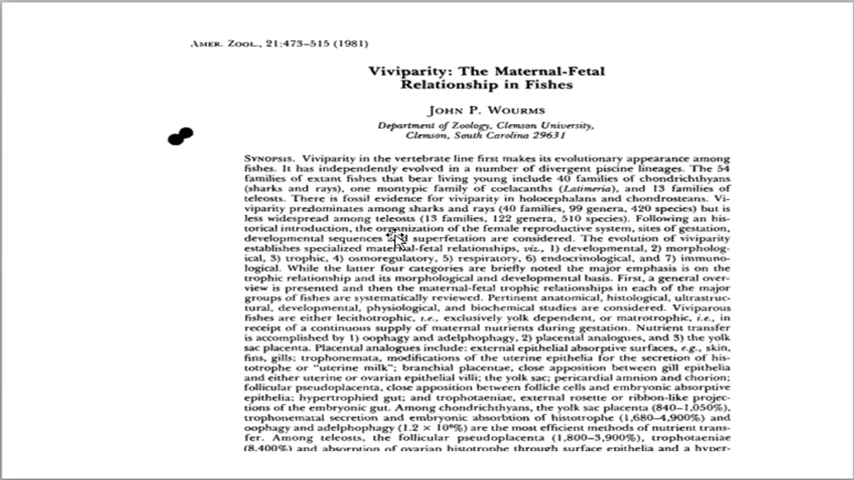 AMER. ZOOL., 21:473–515 (1981)
Viviparity: The Maternal-Fetal
Relationship in Fishes
JOHN P. WOURMS
Department of Zoology, Clemson University,
Clemson, South Carolina 29631
SYNOPSIS. Viviparity in the vertebrate line first makes its evolutionary appearance among
fishes. It has independently evolved in a number of divergent piscine lineages. The 54
families of extant fishes that bear living young include 40 families of chondrichthyans
(sharks and rays), one montypic family of coelacanths (Latimeria), and 13 families of
teleosts. There is fossil evidence for viviparity in holocephalans and chondrosteans. Vi-
viparity predominates among sharks and rays (40 families, 99 genera, 420 species) but is
less widespread among teleosts (13 families, 122 genera, 510 species). Following an his-
torical introduction, the organization of the female reproductive system, sites of gestation,
developmental sequences and superfetation are considered. The evolution of viviparity
establishes specialized maternal-fetal relationships, viz., 1) developmental, 2) morpholog-
ical, 3) trophic, 4) osmoregulatory, 5) respiratory, 6) endocrinological, and 7) immuno-
logical. While the latter four categories are briefly noted the major emphasis is on the
trophic relationship and its morphological and developmental basis. First, a general over-
view is presented and then the maternal-fetal trophic relationships in each of the major
groups of fishes are systematically reviewed. Pertinent anatomical, histological, ultrastruc-
tural, developmental, physiological, and biochemical studies are considered. Viviparous
fishes are either lecithotrophic, i.e., exclusively yolk dependent, or matrotrophic, i.e., in
receipt of a continuous supply of maternal nutrients during gestation. Nutrient transfer
is accomplished by 1) oophagy and adelphophagy, 2) placental analogues, and 3) the yolk
sac placenta. Placental analogues include: external epithelial absorptive surfaces, e.g., skin,
fins, gills; trophonemata, modifications of the uterine epithelia for the secretion of his-
totrophe or “uterine milk”; branchial placentae, close apposition between gill epithelia
and either uterine or ovarian epithelial villi; the yolk sac; pericardial amnion and chorion;
follicular pseudoplacenta, close apposition between follicle cells and embryonic absorptive
epithelia; hypertrophied gut; and trophotaeniae, external rosette or ribbon-like projec-
tions of the embryonic gut. Among chondrichthyans, the yolk sac placenta (840–1,050%),
trophonematal secretion and embryonic absorbtion of histotrophe (1,680–4,900%) and
oophagy and adelphophagy (1.2 × 10⁶%) are the most efficient methods of nutrient trans-
fer. Among teleosts, the follicular pseudoplacenta (1,800–3,900%), trophotaeniae
(8,400%) and absorption of ovarian histotrophe through surface epithelia and a hyper-